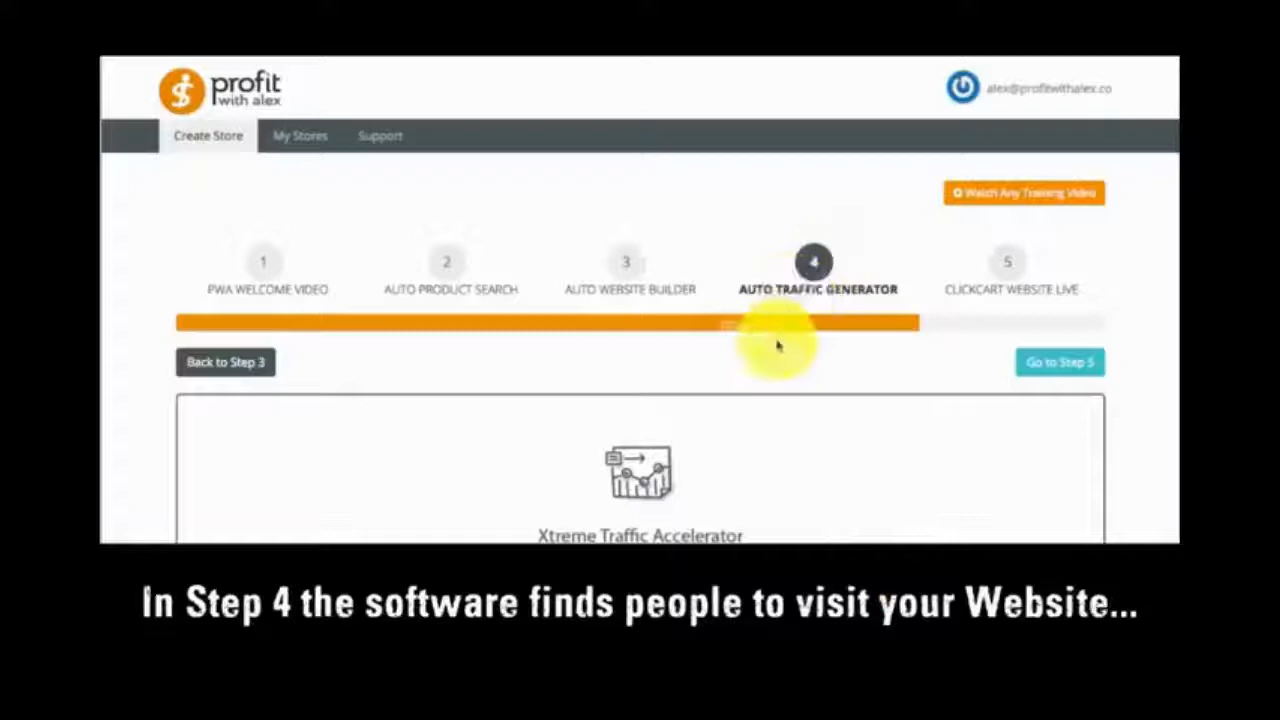 profit
with alex
alex@profitwithalex.co
Create Store
My Stores
Support
Watch Any Training Video
1
2
3
4
5
PWA WELCOME VIDEO
AUTO PRODUCT SEARCH
AUTO WEBSITE BUILDER
AUTO TRAFFIC GENERATOR
CLICKCART WEBSITE LIVE
Back to Step 3
Go to Step 5
Xtreme Traffic Accelerator
In Step 4 the software finds people to visit your Website...